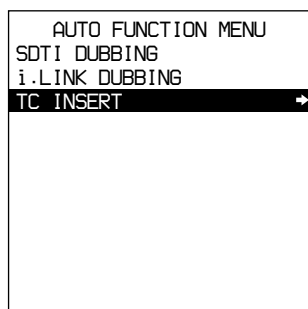 AUTO FUNCTION MENU
SDTI DUBBING
i.LINK DUBBING
TC INSERT